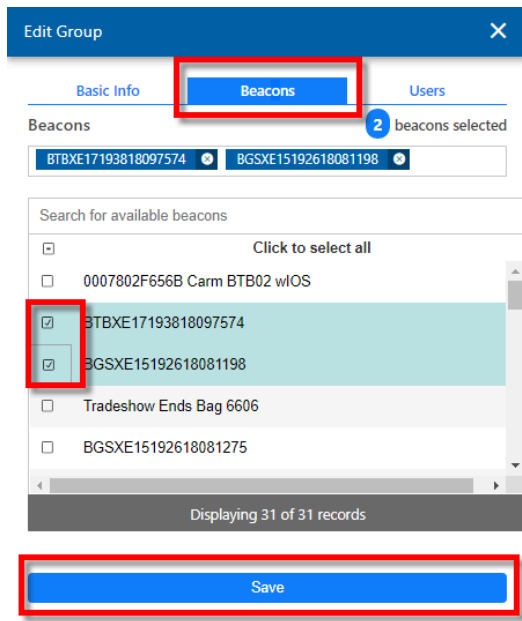 Edit Group
Basic Info Beacons Users
Beacons 2 beacons selected
BTBXE17193818097574 BGSXE15192618081198
Search for available beacons
Click to select all
0007802F656B Carm BTB02 wIOS
BTBXE17193818097574
BGSXE15192618081198
Tradeshow Ends Bag 6606
BGSXE15192618081275
Displaying 31 of 31 records
Save